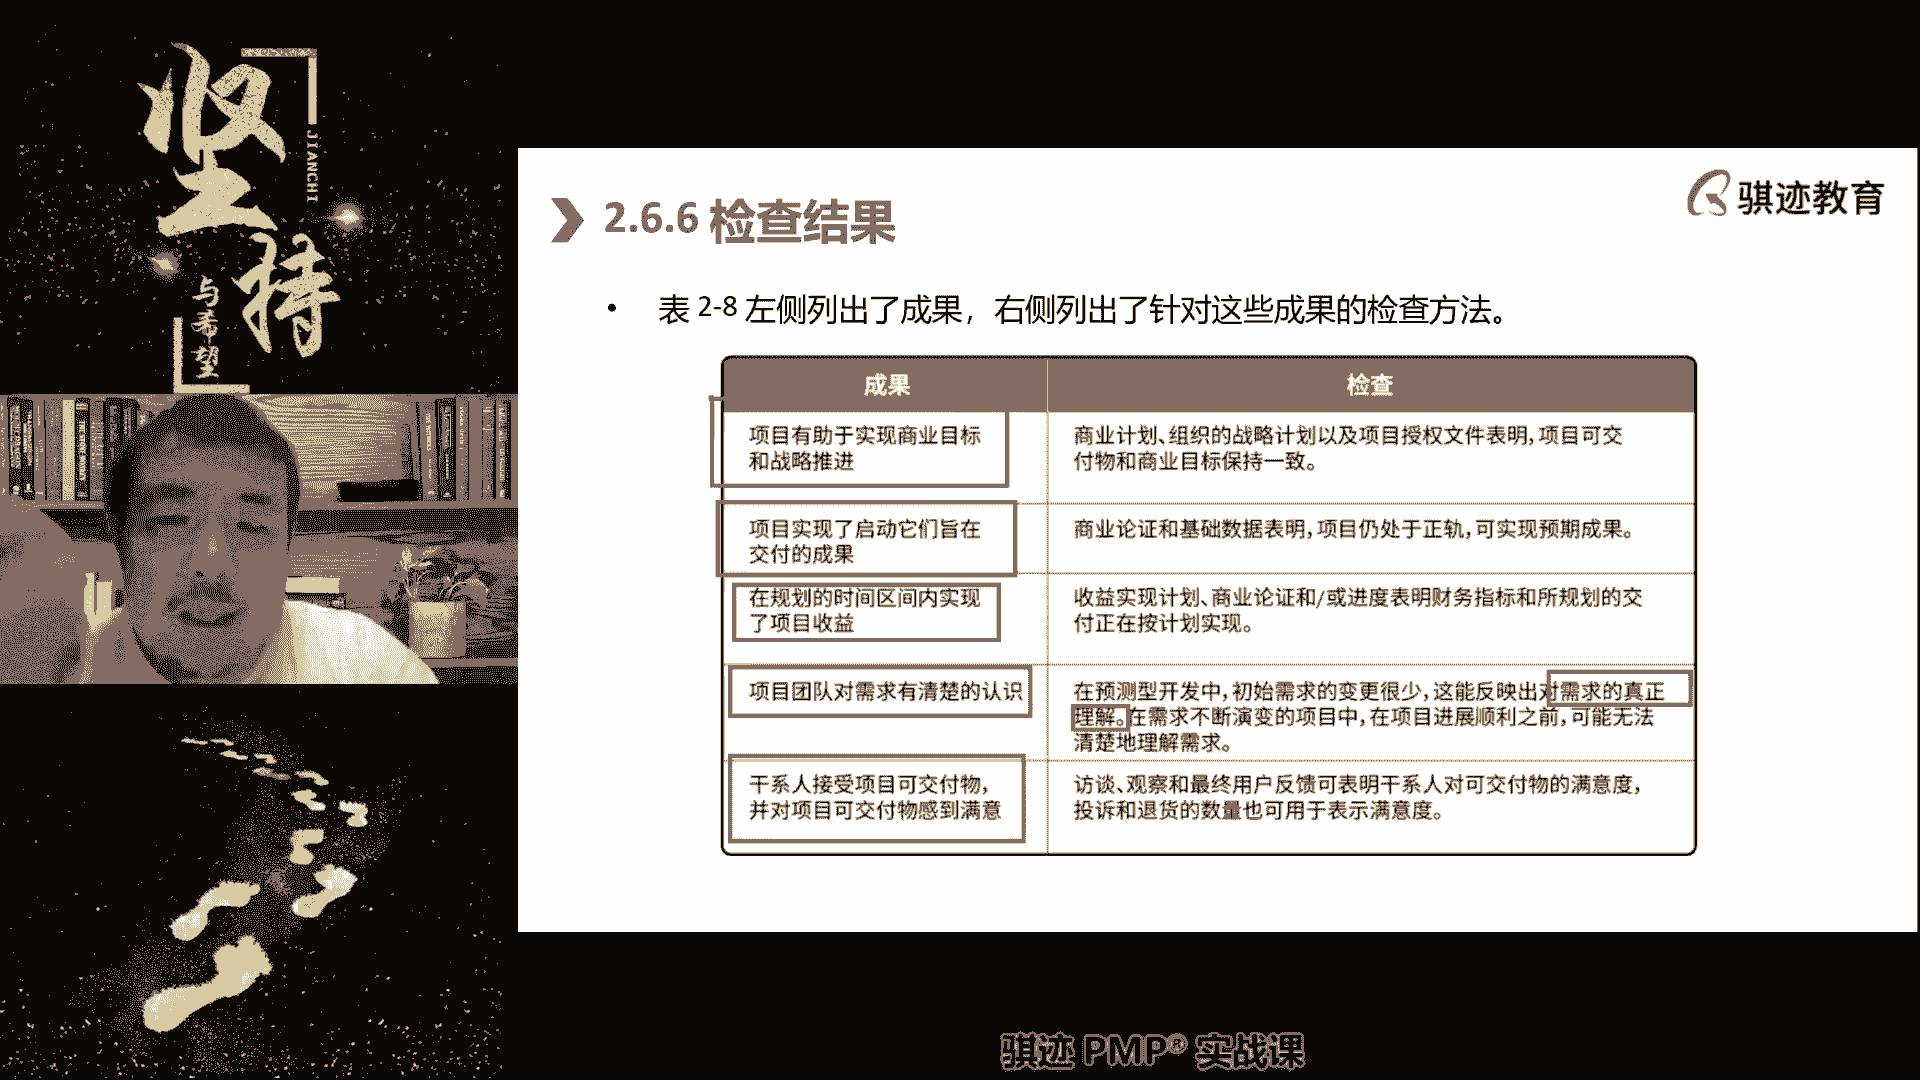 坚持
JIANCHI
与希望
骐迹教育
2.6.6 检查结果
• 表 2-8 左侧列出了成果，右侧列出了针对这些成果的检查方法。
成果
检查
项目有助于实现商业目标
和战略推进
商业计划、组织的战略计划以及项目授权文件表明，项目可交
付物和商业目标保持一致。
项目实现了启动它们旨在
交付的成果
商业论证和基础数据表明，项目仍处于正轨，可实现预期成果。
在规划的时间区间内实现
了项目收益
收益实现计划、商业论证和/或进度表明财务指标和所规划的交
付正在按计划实现。
项目团队对需求有清楚的认识
在预测型开发中，初始需求的变更很少，这能反映出对需求的真正
理解。在需求不断演变的项目中，在项目进展顺利之前，可能无法
清楚地理解需求。
干系人接受项目可交付物，
并对项目可交付物感到满意
访谈、观察和最终用户反馈可表明干系人对可交付物的满意度，
投诉和退货的数量也可用于表示满意度。
骐迹 PMP® 实战课